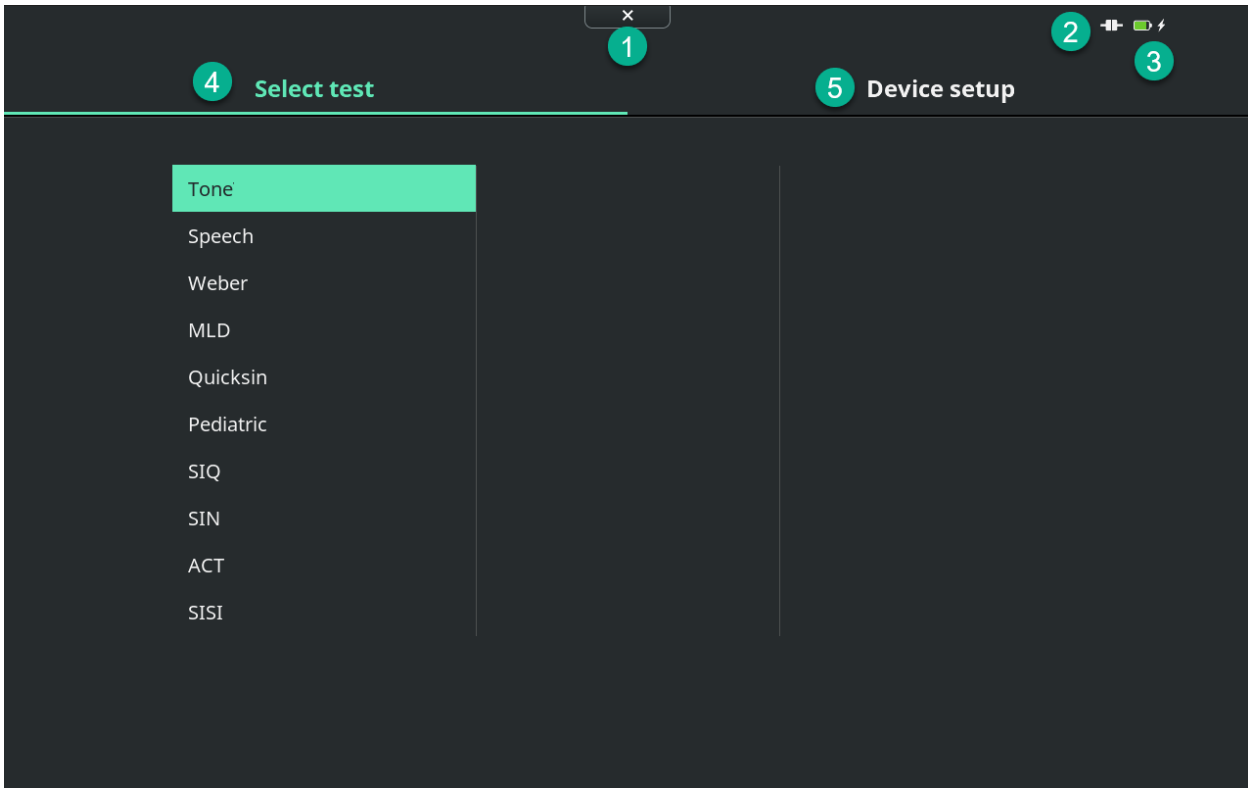 ×
1
2
3
4 Select test
5 Device setup
Tone
Speech
Weber
MLD
Quicksin
Pediatric
SIQ
SIN
ACT
SISI